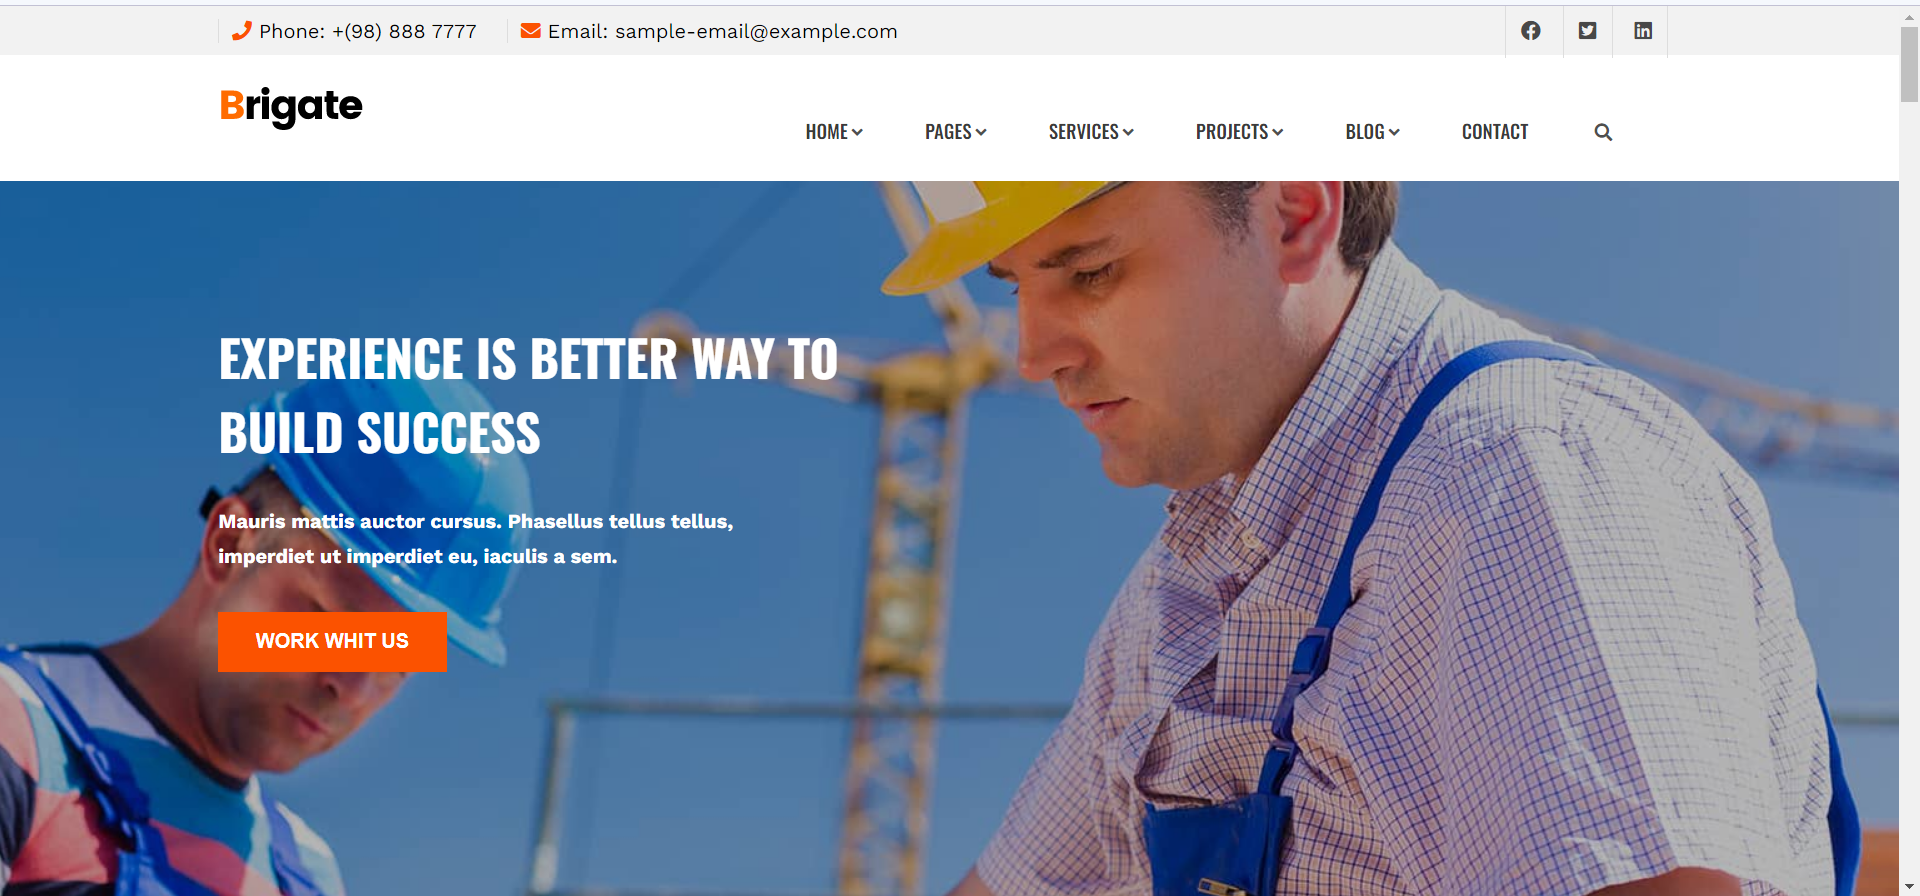 Phone: +(98) 888 7777
Email: sample-email@example.com
Brigate
HOME
PAGES
SERVICES
PROJECTS
BLOG
CONTACT
EXPERIENCE IS BETTER WAY TO
BUILD SUCCESS
Mauris mattis auctor cursus. Phasellus tellus tellus,
imperdiet ut imperdiet eu, iaculis a sem.
WORK WHIT US